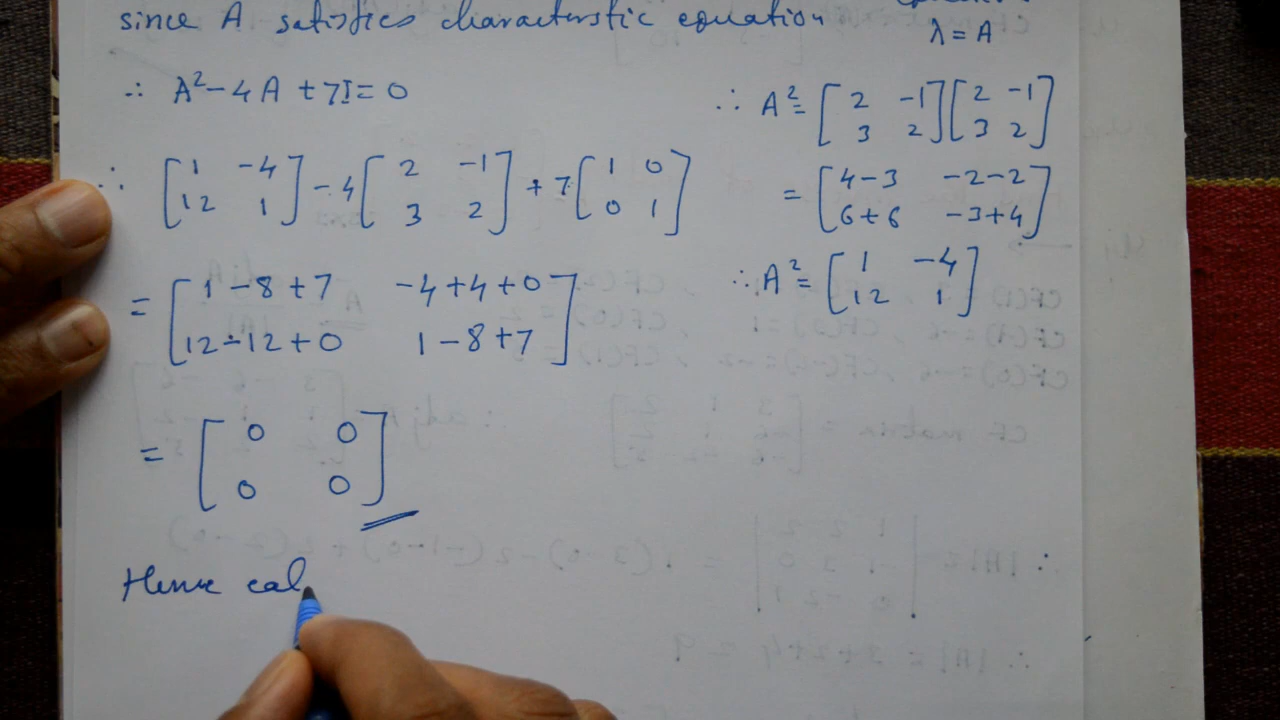 since A satisfies characterstic equation
λ = A
∴ A² - 4A + 7I = 0
∴ [1 -4; 12 1] - 4[2 -1; 3 2] + 7[1 0; 0 1]
= [1-8+7 -4+4+0; 12-12+0 1-8+7]
= [0 0; 0 0]
Hence cal
∴ A² = [2 -1; 3 2][2 -1; 3 2]
= [4-3 -2-2; 6+6 -3+4]
∴ A² = [1 -4; 12 1]